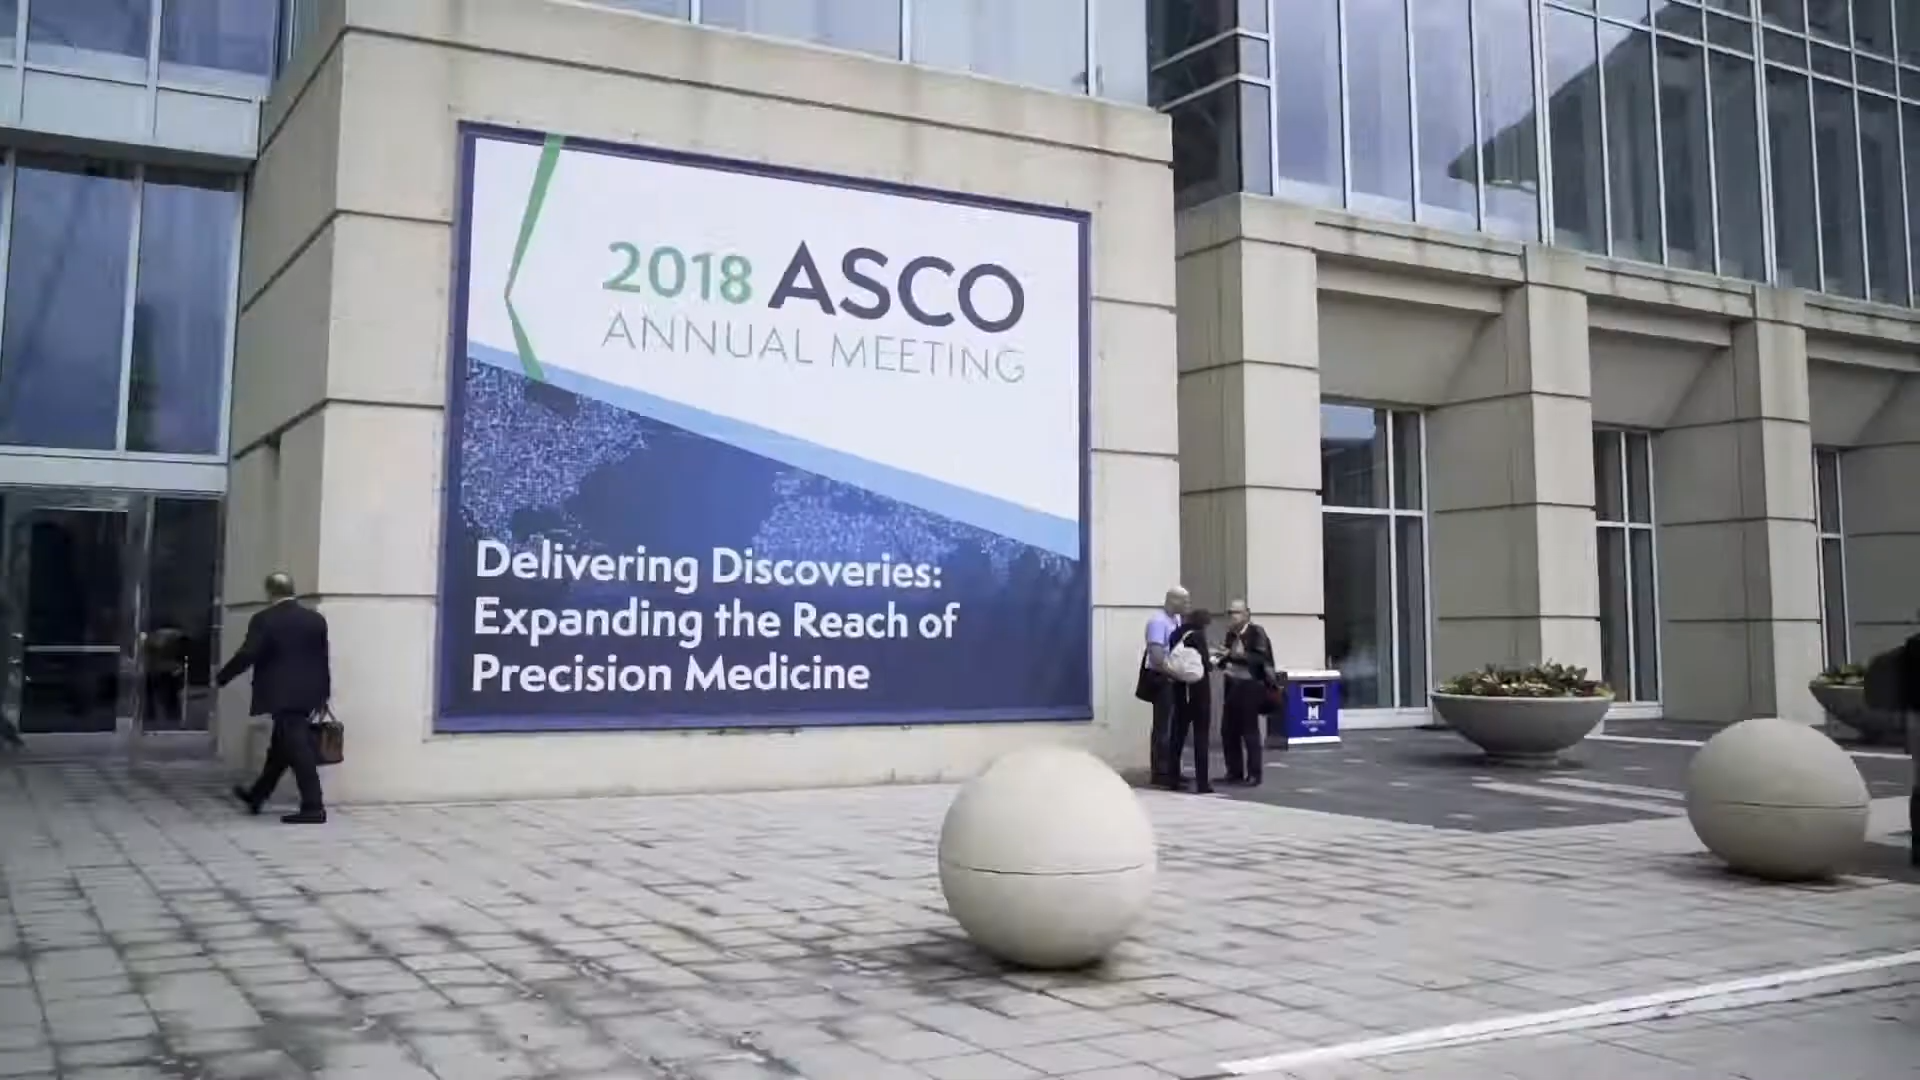 2018 ASCO
ANNUAL MEETING
Delivering Discoveries:
Expanding the Reach of
Precision Medicine